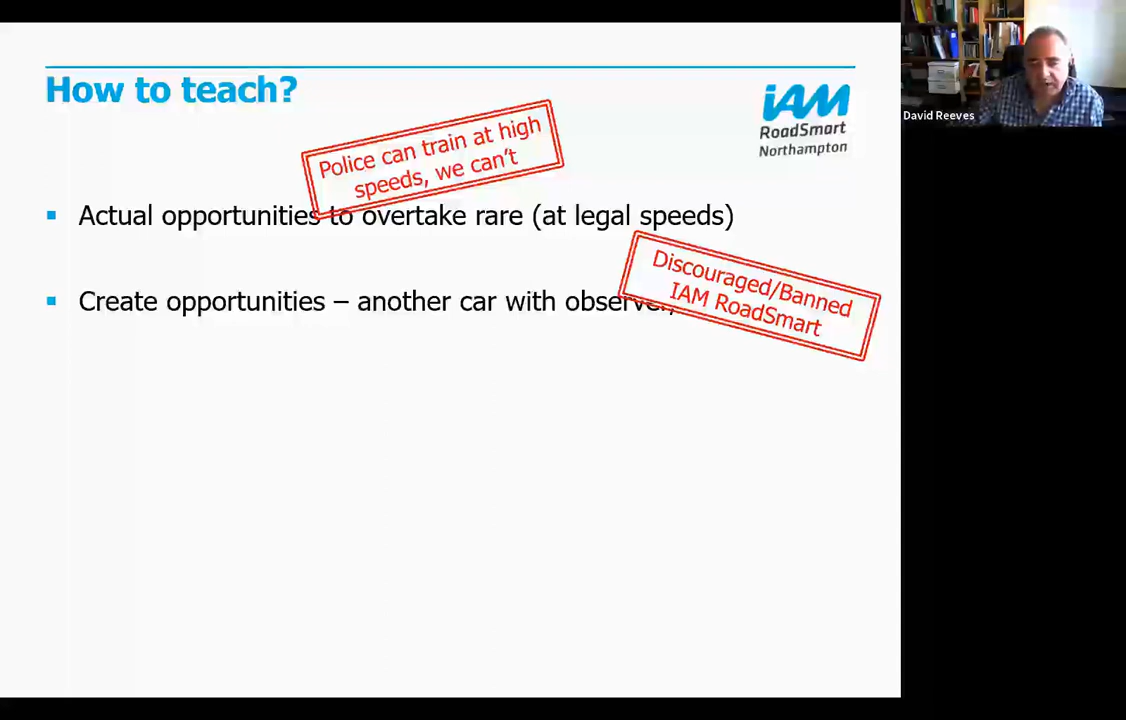 How to teach?
iAM
RoadSmart
Northampton
Police can train at high
speeds, we can't
Actual opportunities to overtake rare (at legal speeds)
Discouraged/Banned
IAM RoadSmart
Create opportunities – another car with observer,
David Reeves